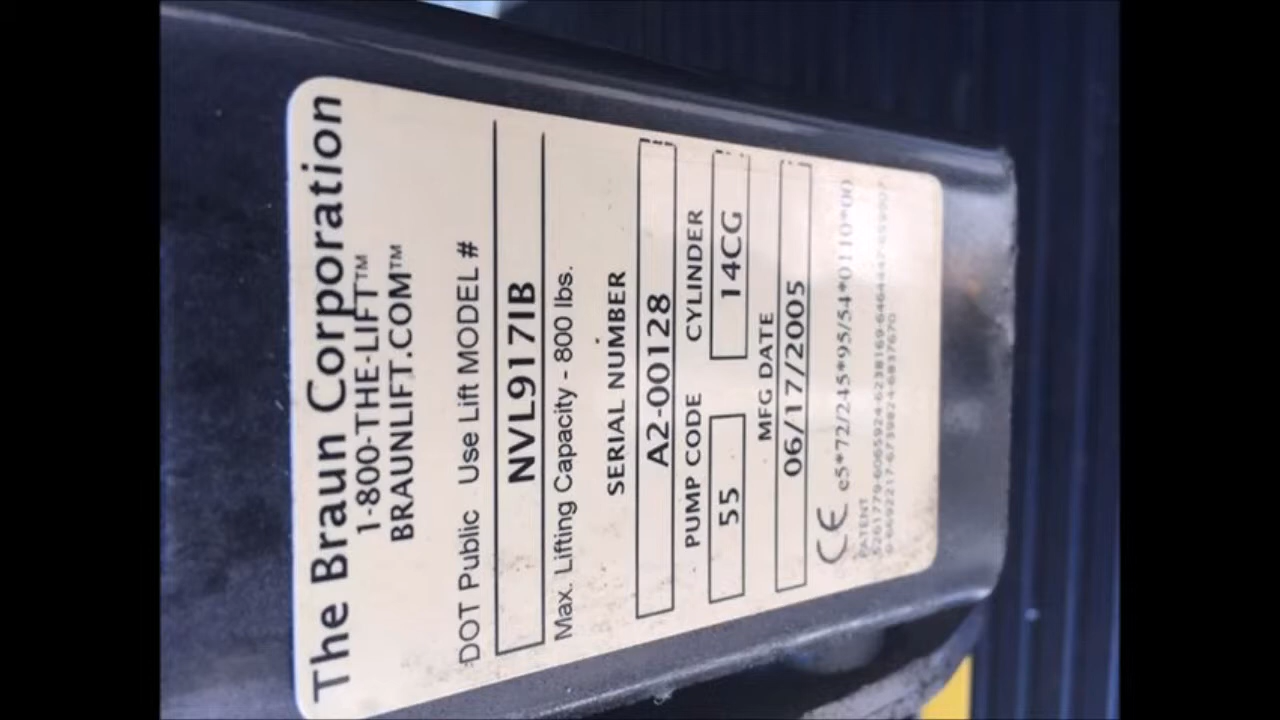 The Braun Corporation
1-800-THE-LIFT™
BRAUNLIFT.COM™
DOT Public Use Lift MODEL #
NVL917IB
Max. Lifting Capacity - 800 lbs.
SERIAL NUMBER
A2-00128
PUMP CODE CYLINDER
55 14CG
MFG DATE
06/17/2005
CE e5*72/245*95/54*0110*00
PATENT